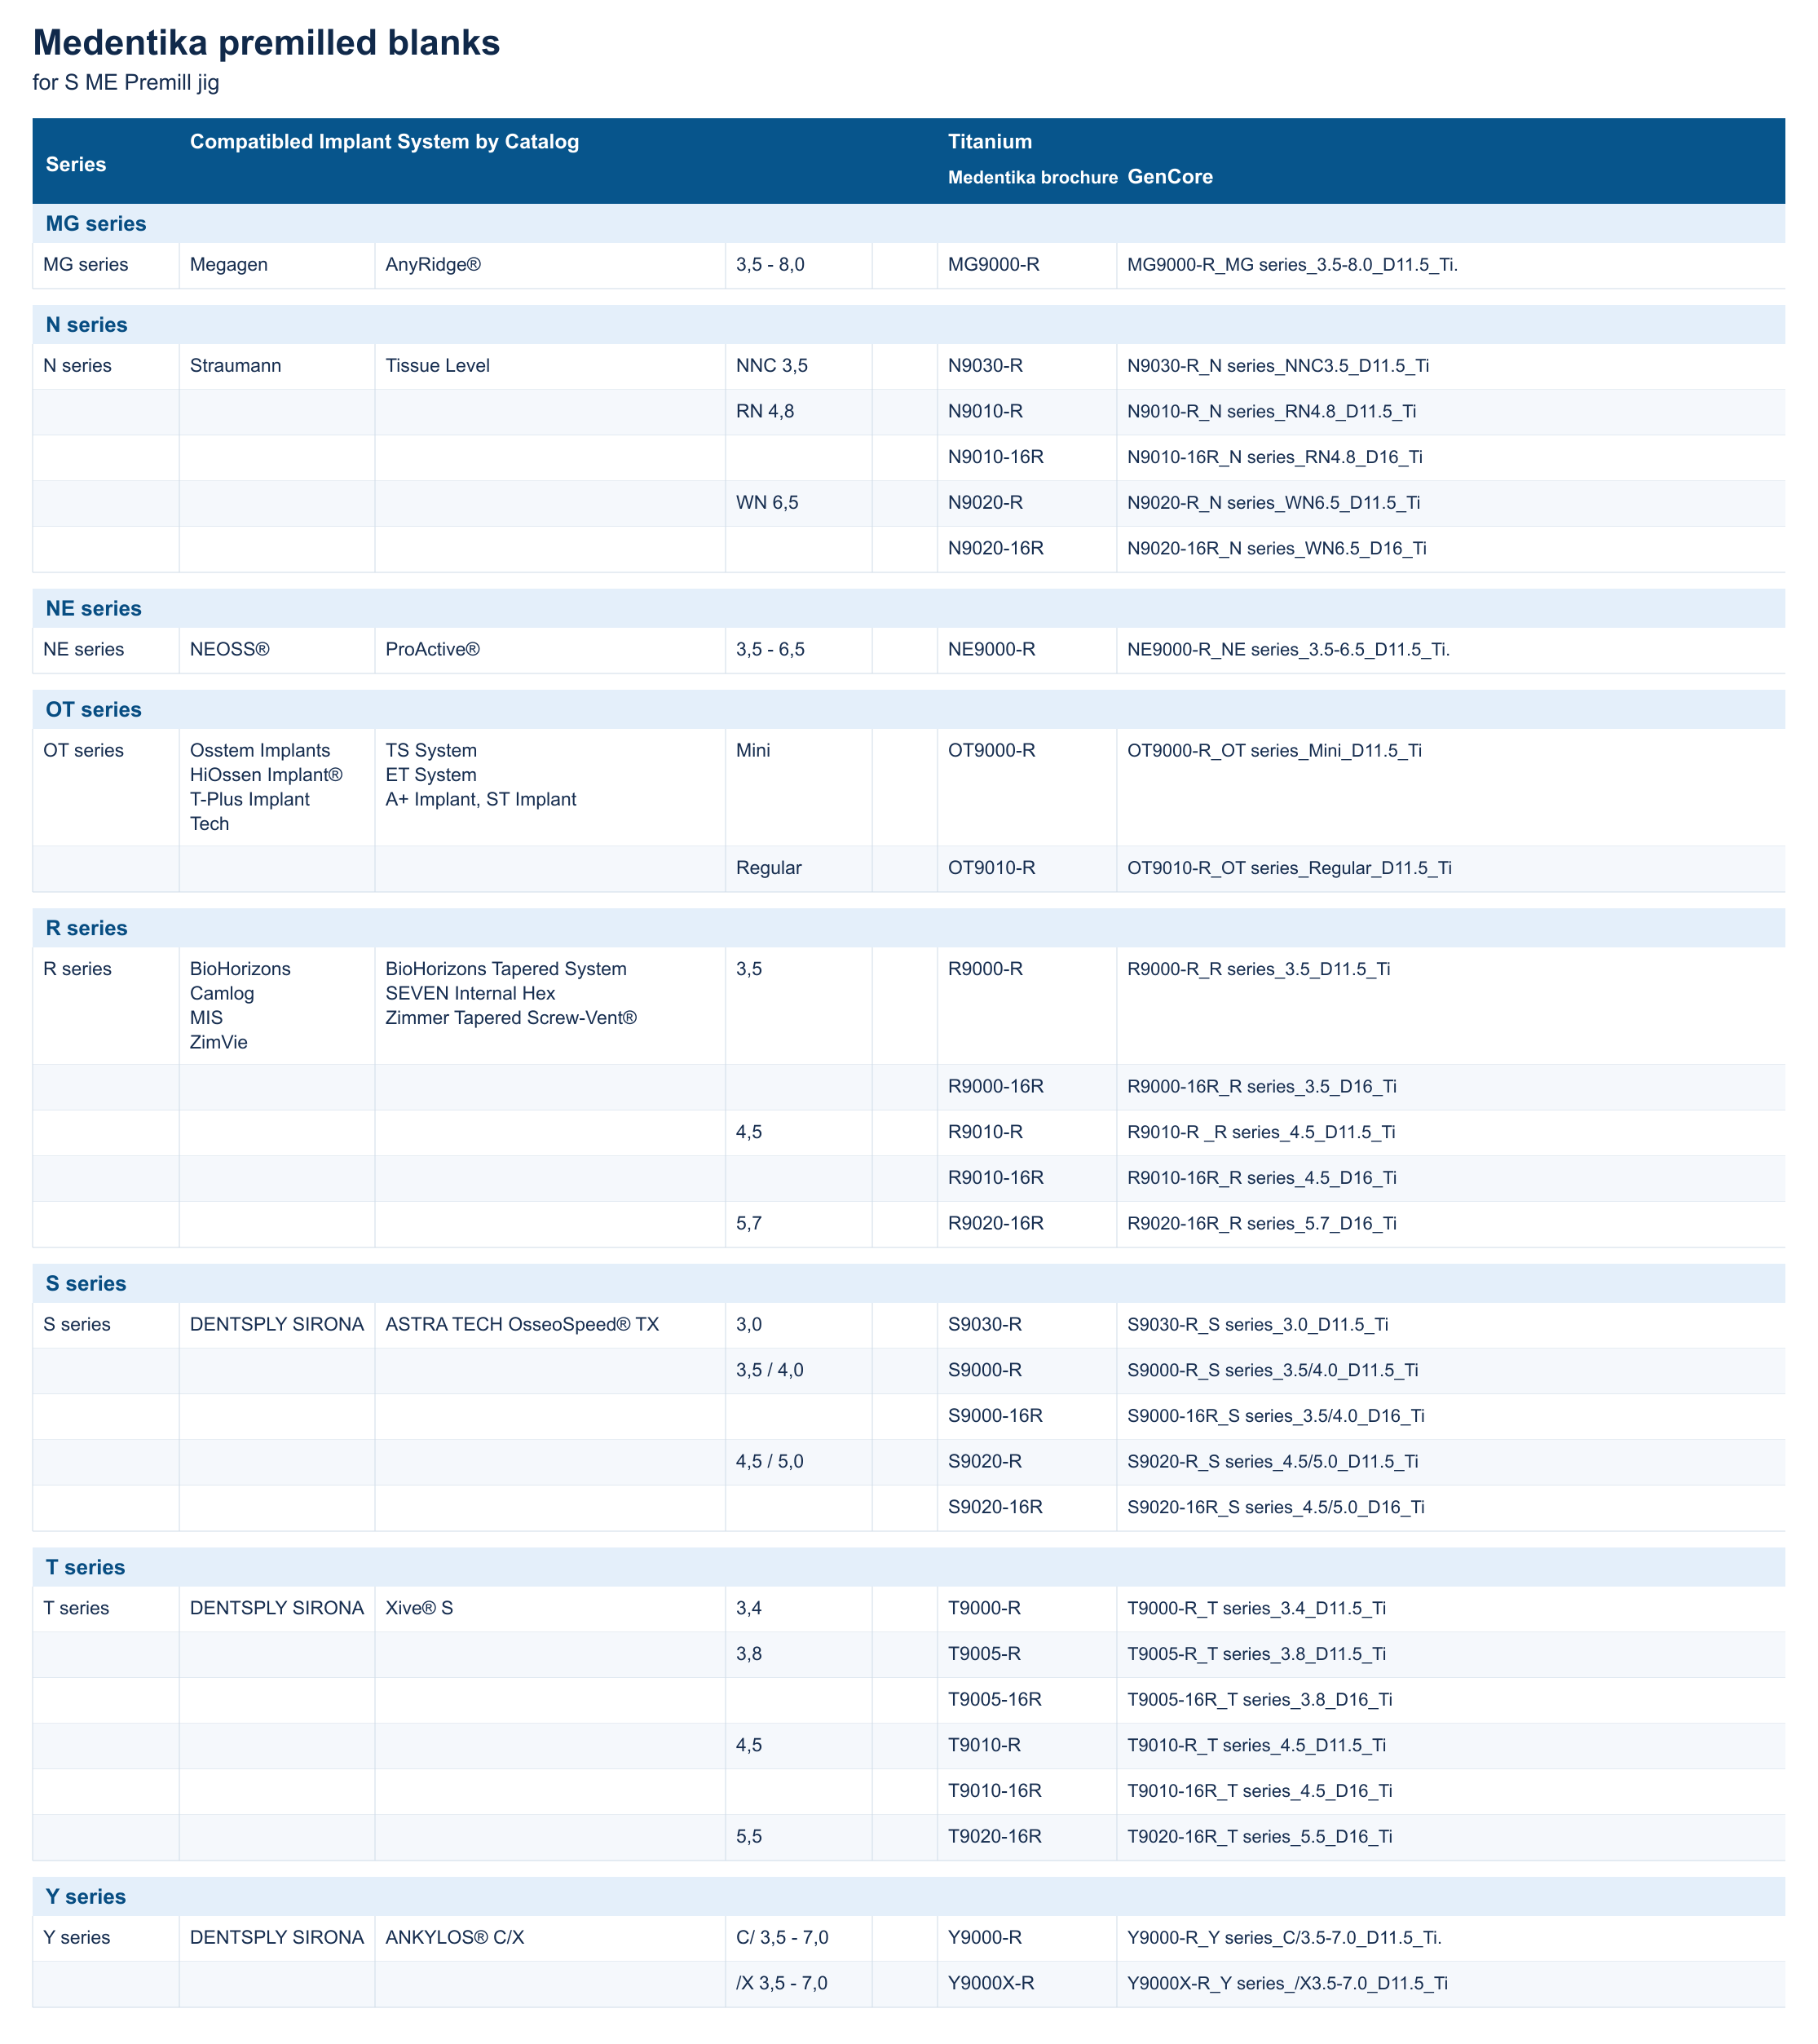 Medentika premilled blanks
for S ME Premill jig
Series Compatibled Implant System by Catalog Titanium
Medentika brochure GenCore
MG series
MG series Megagen AnyRidge® 3,5 - 8,0 MG9000-R MG9000-R_MG series_3.5-8.0_D11.5_Ti.
N series
N series Straumann Tissue Level NNC 3,5 N9030-R N9030-R_N series_NNC3.5_D11.5_Ti
RN 4,8 N9010-R N9010-R_N series_RN4.8_D11.5_Ti
N9010-16R N9010-16R_N series_RN4.8_D16_Ti
WN 6,5 N9020-R N9020-R_N series_WN6.5_D11.5_Ti
N9020-16R N9020-16R_N series_WN6.5_D16_Ti
NE series
NE series NEOSS® ProActive® 3,5 - 6,5 NE9000-R NE9000-R_NE series_3.5-6.5_D11.5_Ti.
OT series
OT series Osstem Implants TS System Mini OT9000-R OT9000-R_OT series_Mini_D11.5_Ti
HiOssen Implant® ET System
T-Plus Implant A+ Implant, ST Implant
Tech
Regular OT9010-R OT9010-R_OT series_Regular_D11.5_Ti
R series
R series BioHorizons BioHorizons Tapered System 3,5 R9000-R R9000-R_R series_3.5_D11.5_Ti
Camlog SEVEN Internal Hex
MIS Zimmer Tapered Screw-Vent®
ZimVie
R9000-16R R9000-16R_R series_3.5_D16_Ti
4,5 R9010-R R9010-R _R series_4.5_D11.5_Ti
R9010-16R R9010-16R_R series_4.5_D16_Ti
5,7 R9020-16R R9020-16R_R series_5.7_D16_Ti
S series
S series DENTSPLY SIRONA ASTRA TECH OsseoSpeed® TX 3,0 S9030-R S9030-R_S series_3.0_D11.5_Ti
3,5 / 4,0 S9000-R S9000-R_S series_3.5/4.0_D11.5_Ti
S9000-16R S9000-16R_S series_3.5/4.0_D16_Ti
4,5 / 5,0 S9020-R S9020-R_S series_4.5/5.0_D11.5_Ti
S9020-16R S9020-16R_S series_4.5/5.0_D16_Ti
T series
T series DENTSPLY SIRONA Xive® S 3,4 T9000-R T9000-R_T series_3.4_D11.5_Ti
3,8 T9005-R T9005-R_T series_3.8_D11.5_Ti
T9005-16R T9005-16R_T series_3.8_D16_Ti
4,5 T9010-R T9010-R_T series_4.5_D11.5_Ti
T9010-16R T9010-16R_T series_4.5_D16_Ti
5,5 T9020-16R T9020-16R_T series_5.5_D16_Ti
Y series
Y series DENTSPLY SIRONA ANKYLOS® C/X C/ 3,5 - 7,0 Y9000-R Y9000-R_Y series_C/3.5-7.0_D11.5_Ti.
/X 3,5 - 7,0 Y9000X-R Y9000X-R_Y series_/X3.5-7.0_D11.5_Ti